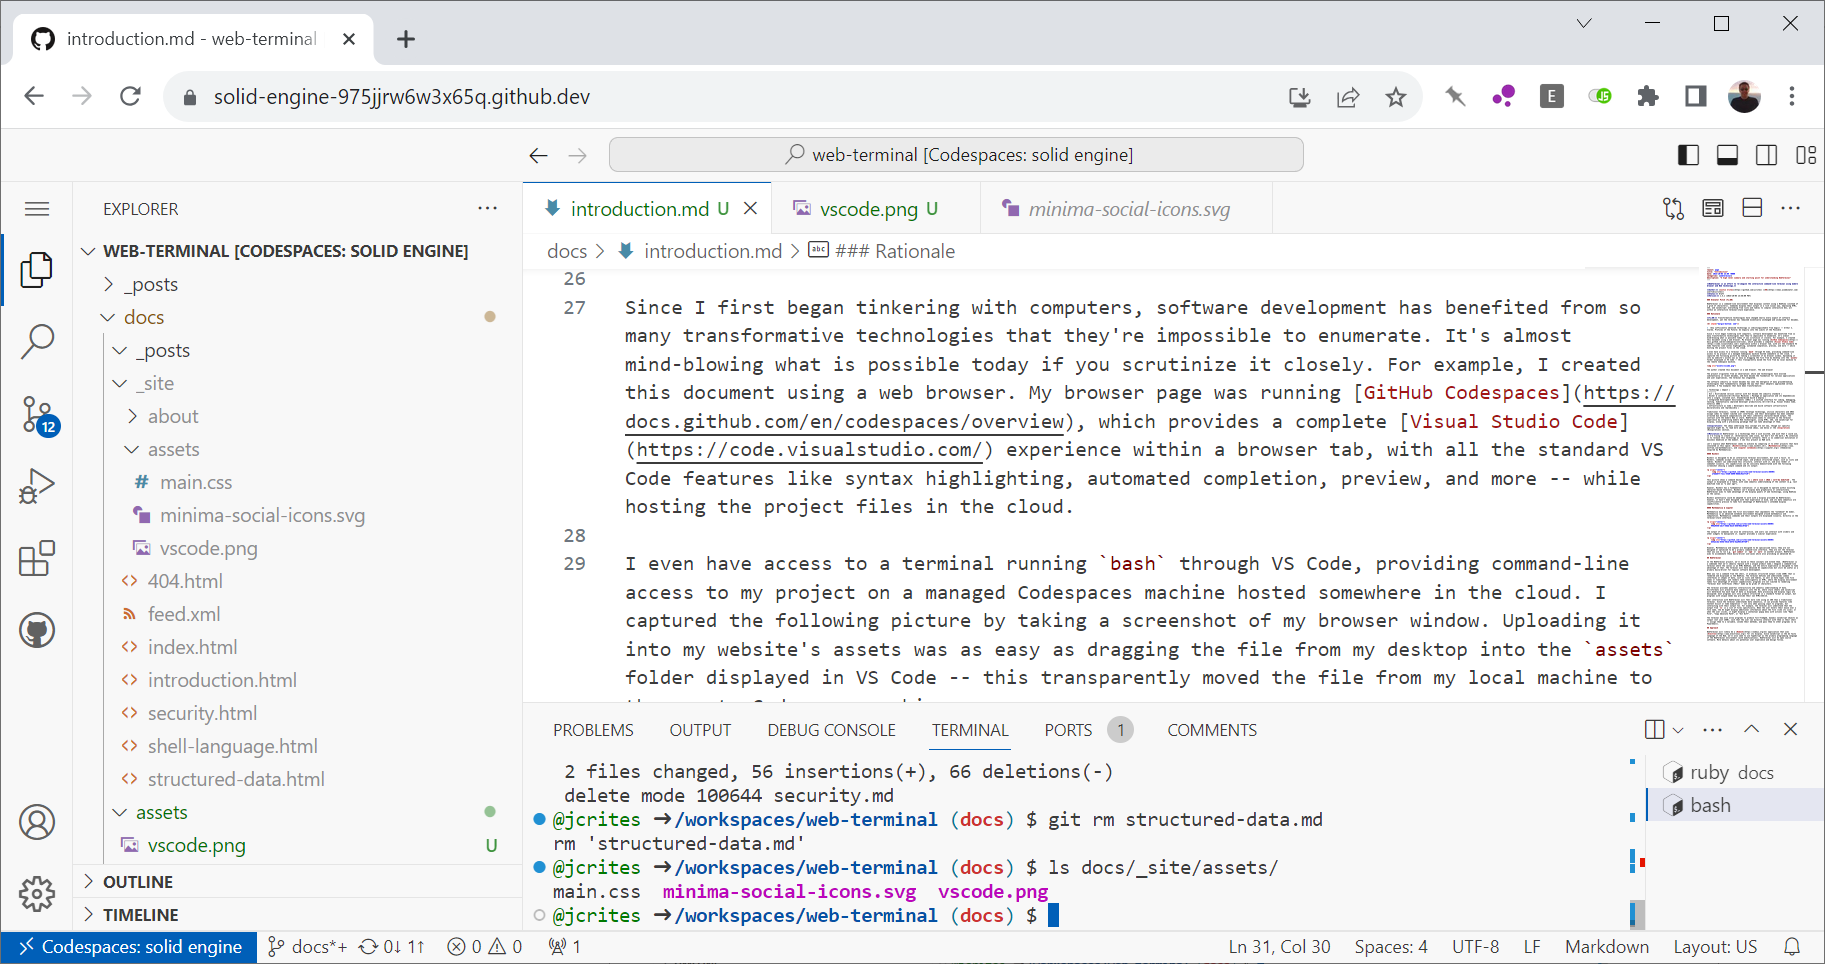 introduction.md - web-terminal
solid-engine-975jjrw6w3x65q.github.dev
E
JS
web-terminal [Codespaces: solid engine]
EXPLORER
WEB-TERMINAL [CODESPACES: SOLID ENGINE]
_posts
docs
_posts
_site
about
assets
# main.css
minima-social-icons.svg
vscode.png
404.html
feed.xml
index.html
introduction.html
security.html
shell-language.html
structured-data.html
assets
vscode.png U
OUTLINE
TIMELINE
12
introduction.md U
vscode.png U
minima-social-icons.svg
docs > introduction.md > abc ### Rationale
26
27 Since I first began tinkering with computers, software development has benefited from so
many transformative technologies that they're impossible to enumerate. It's almost
mind-blowing what is possible today if you scrutinize it closely. For example, I created
this document using a web browser. My browser page was running [GitHub Codespaces](https://
docs.github.com/en/codespaces/overview), which provides a complete [Visual Studio Code]
(https://code.visualstudio.com/) experience within a browser tab, with all the standard VS
Code features like syntax highlighting, automated completion, preview, and more -- while
hosting the project files in the cloud.
28
29 I even have access to a terminal running `bash` through VS Code, providing command-line
access to my project on a managed Codespaces machine hosted somewhere in the cloud. I
captured the following picture by taking a screenshot of my browser window. Uploading it
into my website's assets was as easy as dragging the file from my desktop into the `assets`
folder displayed in VS Code -- this transparently moved the file from my local machine to
PROBLEMS OUTPUT DEBUG CONSOLE TERMINAL PORTS 1 COMMENTS
2 files changed, 56 insertions(+), 66 deletions(-)
delete mode 100644 security.md
@jcrites ➜/workspaces/web-terminal (docs) $ git rm structured-data.md
rm 'structured-data.md'
@jcrites ➜/workspaces/web-terminal (docs) $ ls docs/_site/assets/
main.css minima-social-icons.svg vscode.png
@jcrites ➜/workspaces/web-terminal (docs) $
ruby docs
bash
Codespaces: solid engine docs*+ 0↓ 1↑ 0 0 1 Ln 31, Col 30 Spaces: 4 UTF-8 LF Markdown Layout: US